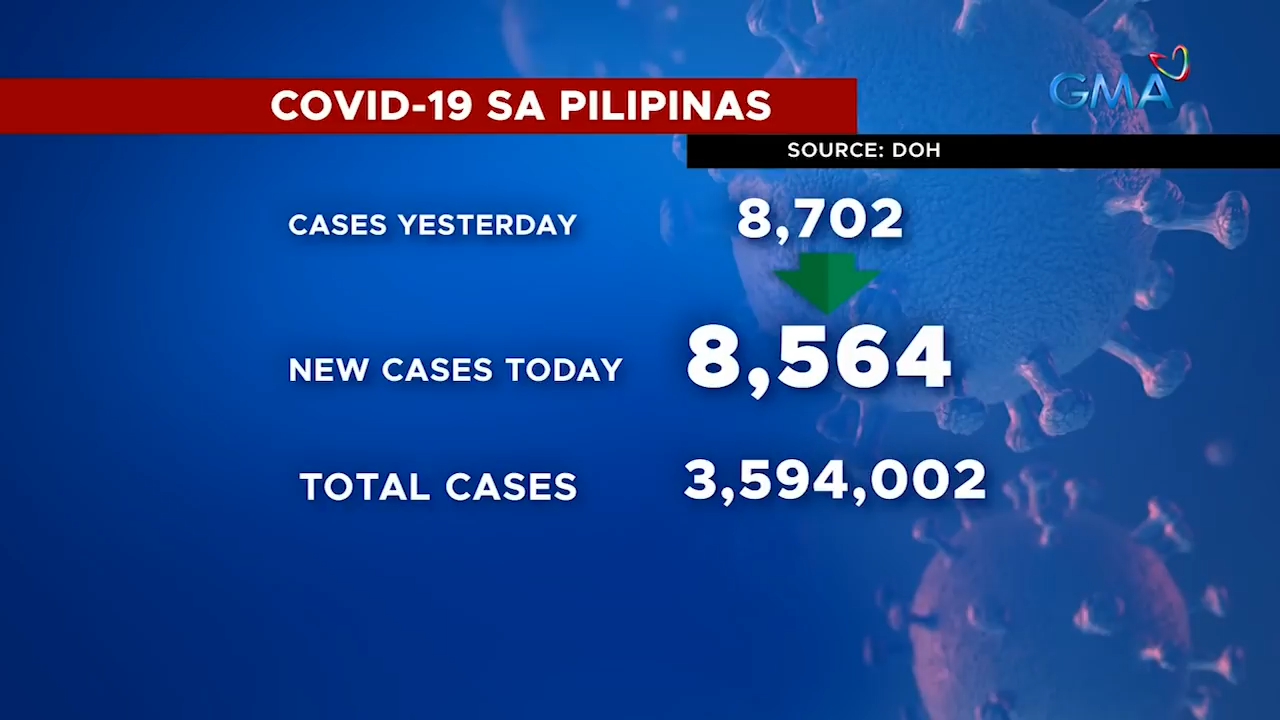 COVID-19 SA PILIPINAS
GMA
SOURCE: DOH
CASES YESTERDAY 8,702
NEW CASES TODAY 8,564
TOTAL CASES 3,594,002